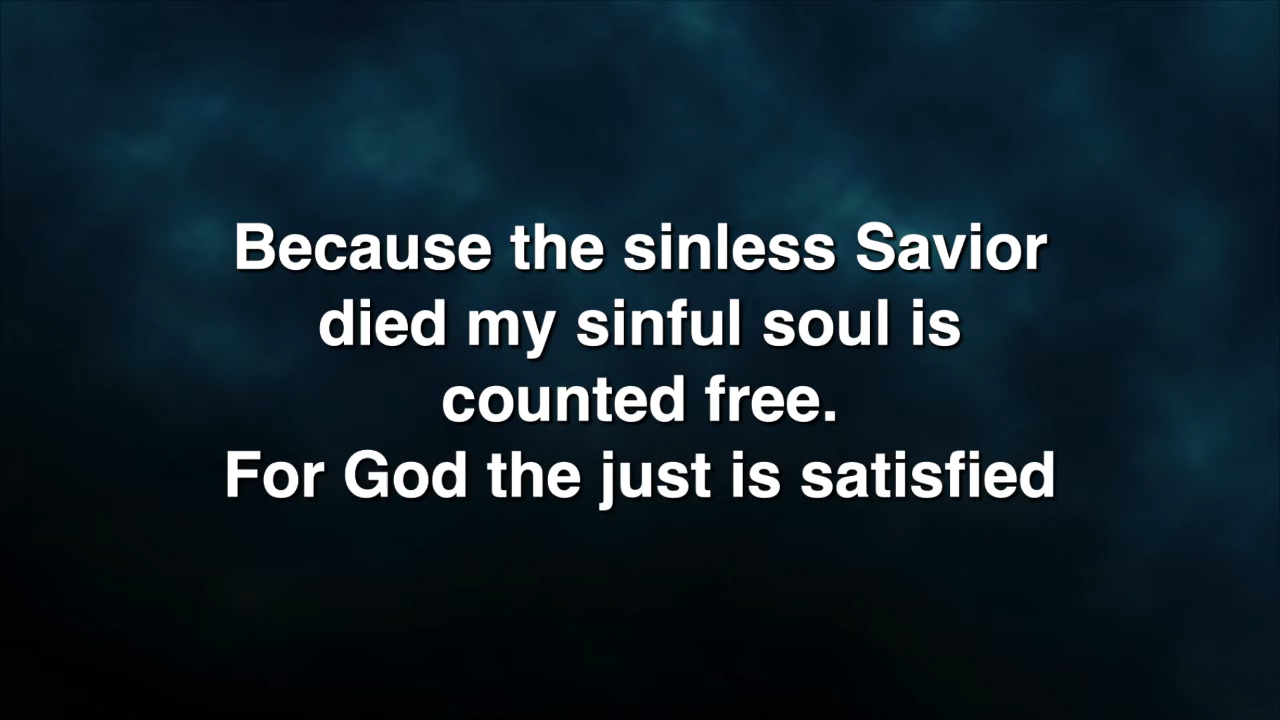 Because the sinless Savior
died my sinful soul is
counted free.
For God the just is satisfied